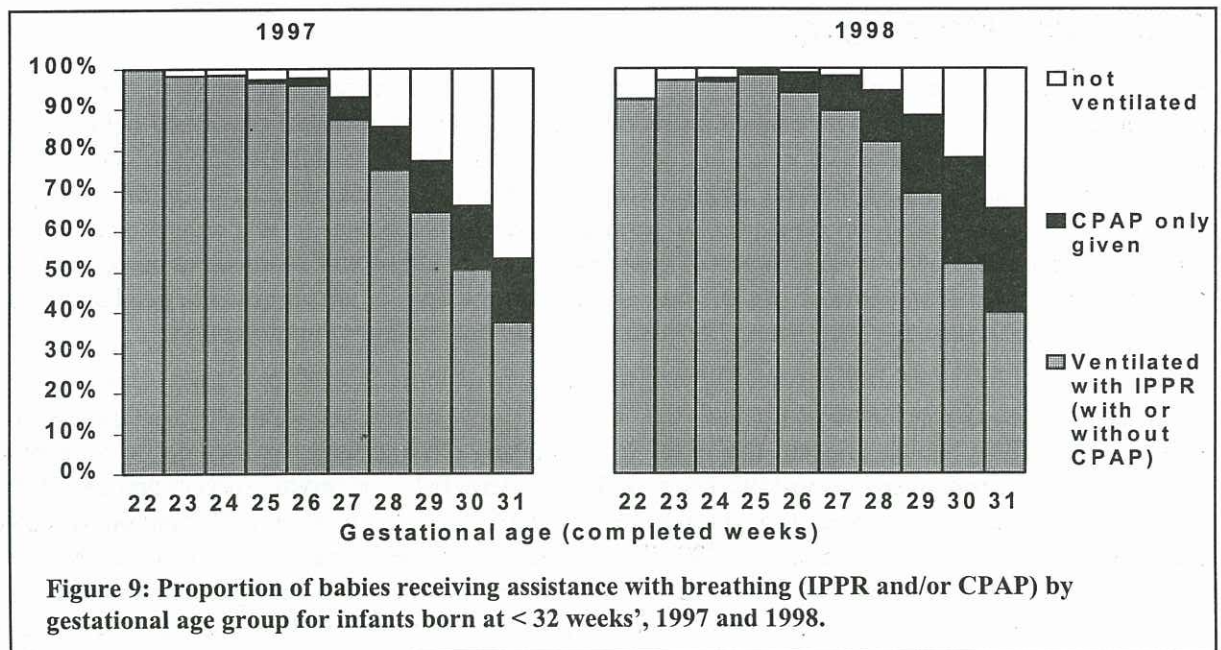 1997
1998
100%
90%
80%
70%
60%
50%
40%
30%
20%
10%
0%
22 23 24 25 26 27 28 29 30 31
22 23 24 25 26 27 28 29 30 31
Gestational age (completed weeks)
not
ventilated
CPAP only
given
Ventilated
with IPPR
(with or
without
CPAP)
Figure 9: Proportion of babies receiving assistance with breathing (IPPR and/or CPAP) by
gestational age group for infants born at < 32 weeks’, 1997 and 1998.